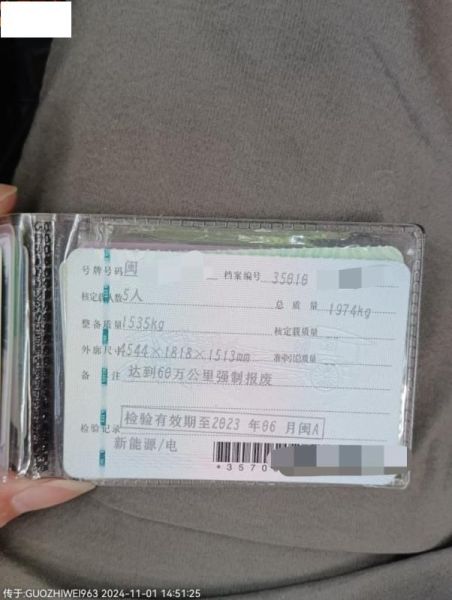 号牌号码 闽 档案编号 35010
核定载人数 5人 总质量 1974kg
整备质量 1535kg 核定载质量
外廓尺寸 4544×1818×1513mm 准牵引总质量
备注 达到60万公里强制报废
检验记录 检验有效期至2023年06月闽A
新能源/电
*3570
传于:GUOZHIWEI963 2024-11-01 14:51:25